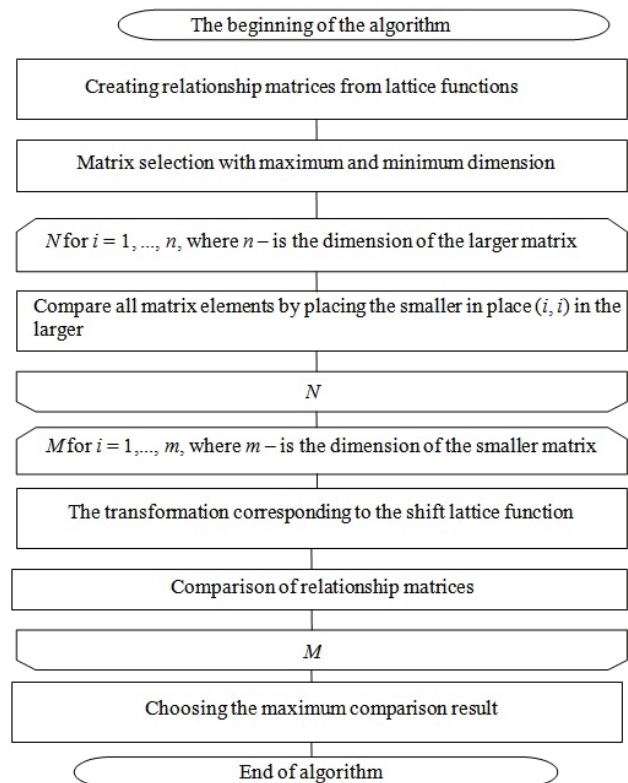 The beginning of the algorithm
Creating relationship matrices from lattice functions
Matrix selection with maximum and minimum dimension
N for i = 1, ..., n, where n – is the dimension of the larger matrix
Compare all matrix elements by placing the smaller in place (i, i) in the
larger
N
M for i = 1,..., m, where m – is the dimension of the smaller matrix
The transformation corresponding to the shift lattice function
Comparison of relationship matrices
M
Choosing the maximum comparison result
End of algorithm